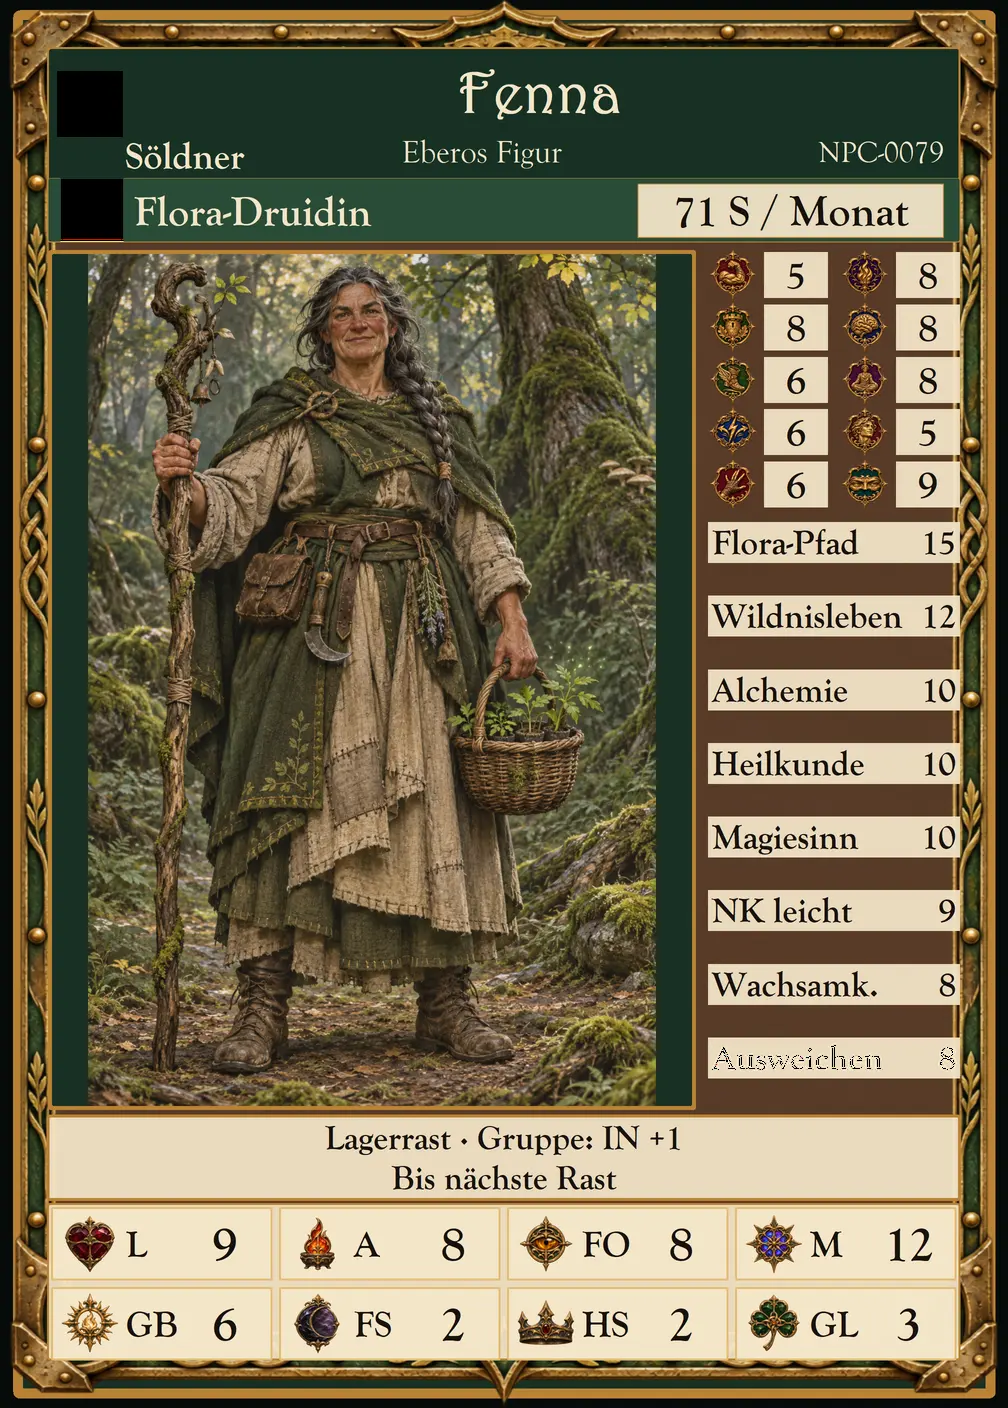 Fenna
Söldner
Eberos Figur
NPC-0079
Flora-Druidin
71 S / Monat
5 8
8 8
6 8
6 5
6 9
Flora-Pfad 15
Wildnisleben 12
Alchemie 10
Heilkunde 10
Magiesinn 10
NK leicht 9
Wachsamk. 8
Ausweichen 8
Lagerrast · Gruppe: IN +1
Bis nächste Rast
L 9 A 8 FO 8 M 12
GB 6 FS 2 HS 2 GL 3